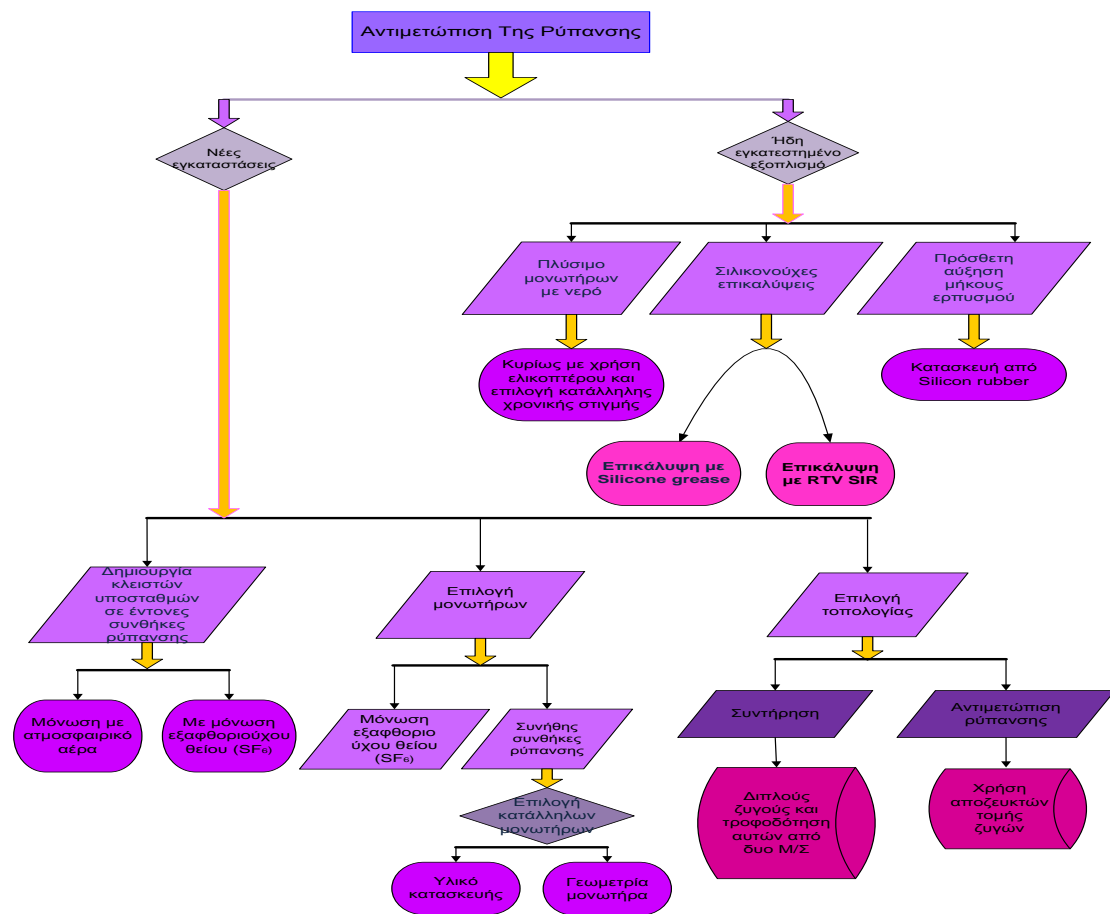 Αντιμετώπιση Της Ρύπανσης
Νέες
εγκαταστάσεις
Ήδη
εγκατεστημένο
εξοπλισμό
Πλύσιμο
μονωτήρων
με νερό
Σιλικονούχες
επικαλύψεις
Πρόσθετη
αύξηση
μήκους
ερπυσμού
Κυρίως με χρήση
ελικοπτέρου και
επιλογή κατάλληλης
χρονικής στιγμής
Κατασκευή από
Silicon rubber
Επικάλυψη με
Silicone grease
Επικάλυψη
με RTV SIR
Δημιουργία
κλειστών
υποσταθμών
σε έντονες
συνθήκες
ρύπανσης
Επιλογή
μονωτήρων
Επιλογή
τοπολογίας
Μόνωση με
ατμοσφαιρικό
αέρα
Με μόνωση
εξαφθοριούχου
θείου (SF₆)
Μόνωση
εξαφθοριο
ύχου θείου
(SF₆)
Συνήθης
συνθήκες
ρύπανσης
Συντήρηση
Αντιμετώπιση
ρύπανσης
Επιλογή
κατάλληλων
μονωτήρων
Διπλούς
ζυγούς και
τροφοδότηση
αυτών από
δυο Μ/Σ
Χρήση
αποζευκτών
τομής
ζυγών
Υλικό
κατασκευής
Γεωμετρία
μονωτήρα